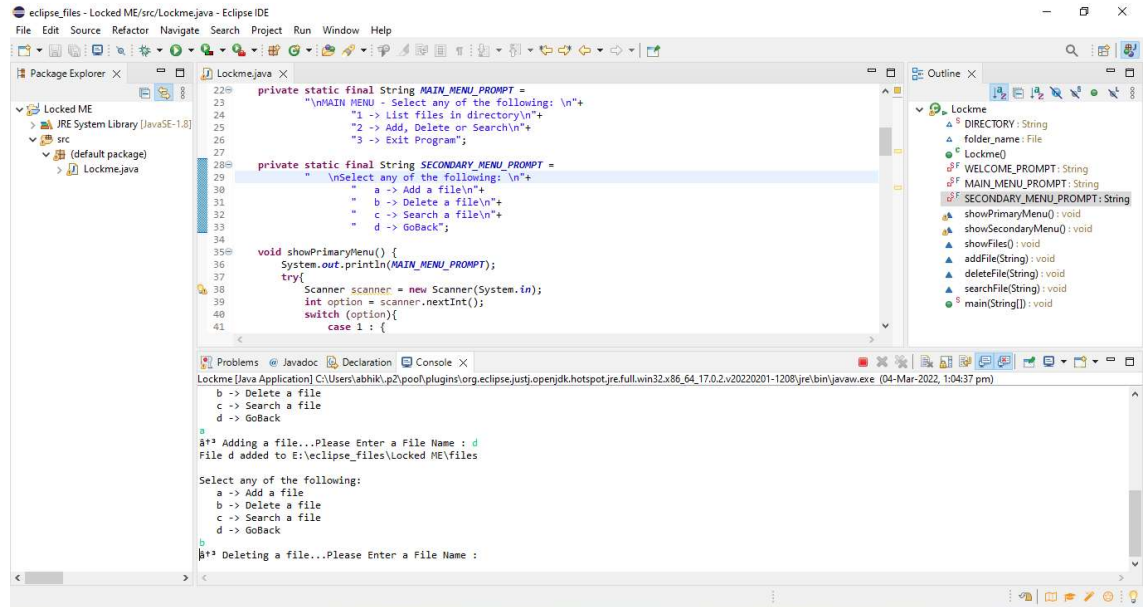 eclipse_files - Locked ME/src/Lockme.java - Eclipse IDE
File Edit Source Refactor Navigate Search Project Run Window Help
Package Explorer
Locked ME
JRE System Library [JavaSE-1.8]
src
(default package)
Lockme.java
Lockme.java
22 private static final String MAIN_MENU_PROMPT =
23 "\nMAIN MENU - Select any of the following: \n"+
24 "1 -> List files in directory\n"+
25 "2 -> Add, Delete or Search\n"+
26 "3 -> Exit Program";
27
28 private static final String SECONDARY_MENU_PROMPT =
29 "   \nSelect any of the following: \n"+
30 "   a -> Add a file\n"+
31 "   b -> Delete a file\n"+
32 "   c -> Search a file\n"+
33 "   d -> GoBack";
34
35 void showPrimaryMenu() {
36 System.out.println(MAIN_MENU_PROMPT);
37 try{
38 Scanner scanner = new Scanner(System.in);
39 int option = scanner.nextInt();
40 switch (option){
41 case 1 : {
Outline
Lockme
DIRECTORY : String
folder_name : File
Lockme()
WELCOME_PROMPT : String
MAIN_MENU_PROMPT : String
SECONDARY_MENU_PROMPT : String
showPrimaryMenu() : void
showSecondaryMenu() : void
showFiles() : void
addFile(String) : void
deleteFile(String) : void
searchFile(String) : void
main(String[]) : void
Problems @ Javadoc Declaration Console
Lockme [Java Application] C:\Users\abhik\.p2\pool\plugins\org.eclipse.justj.openjdk.hotspot.jre.full.win32.x86_64_17.0.2.v20220201-1208\jre\bin\javaw.exe (04-Mar-2022, 1:04:37 pm)
b -> Delete a file
c -> Search a file
d -> GoBack
a
â†³ Adding a file...Please Enter a File Name : d
File d added to E:\eclipse_files\Locked ME\files
Select any of the following:
a -> Add a file
b -> Delete a file
c -> Search a file
d -> GoBack
b
â†³ Deleting a file...Please Enter a File Name :